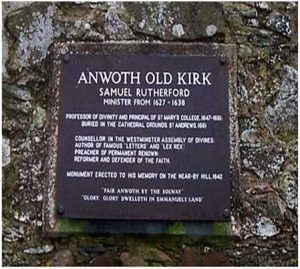 ANWOTH OLD KIRK
SAMUEL RUTHERFORD
MINISTER FROM 1627 - 1638
PROFESSOR OF DIVINITY AND PRINCIPAL OF ST MARY'S COLLEGE, 1647-1661,
BURIED IN THE CATHEDRAL GROUNDS, ST ANDREWS, 1661
COUNSELLOR IN THE WESTMINSTER ASSEMBLY OF DIVINES:
AUTHOR OF FAMOUS "LETTERS" AND "LEX REX":
PREACHER OF PERMANENT RENOWN:
REFORMER AND DEFENDER OF THE FAITH.
MONUMENT ERECTED TO HIS MEMORY ON THE NEAR-BY HILL 1842
"FAIR ANWOTH BY THE SOLWAY"
"GLORY, GLORY DWELLETH IN EMMANUEL'S LAND"